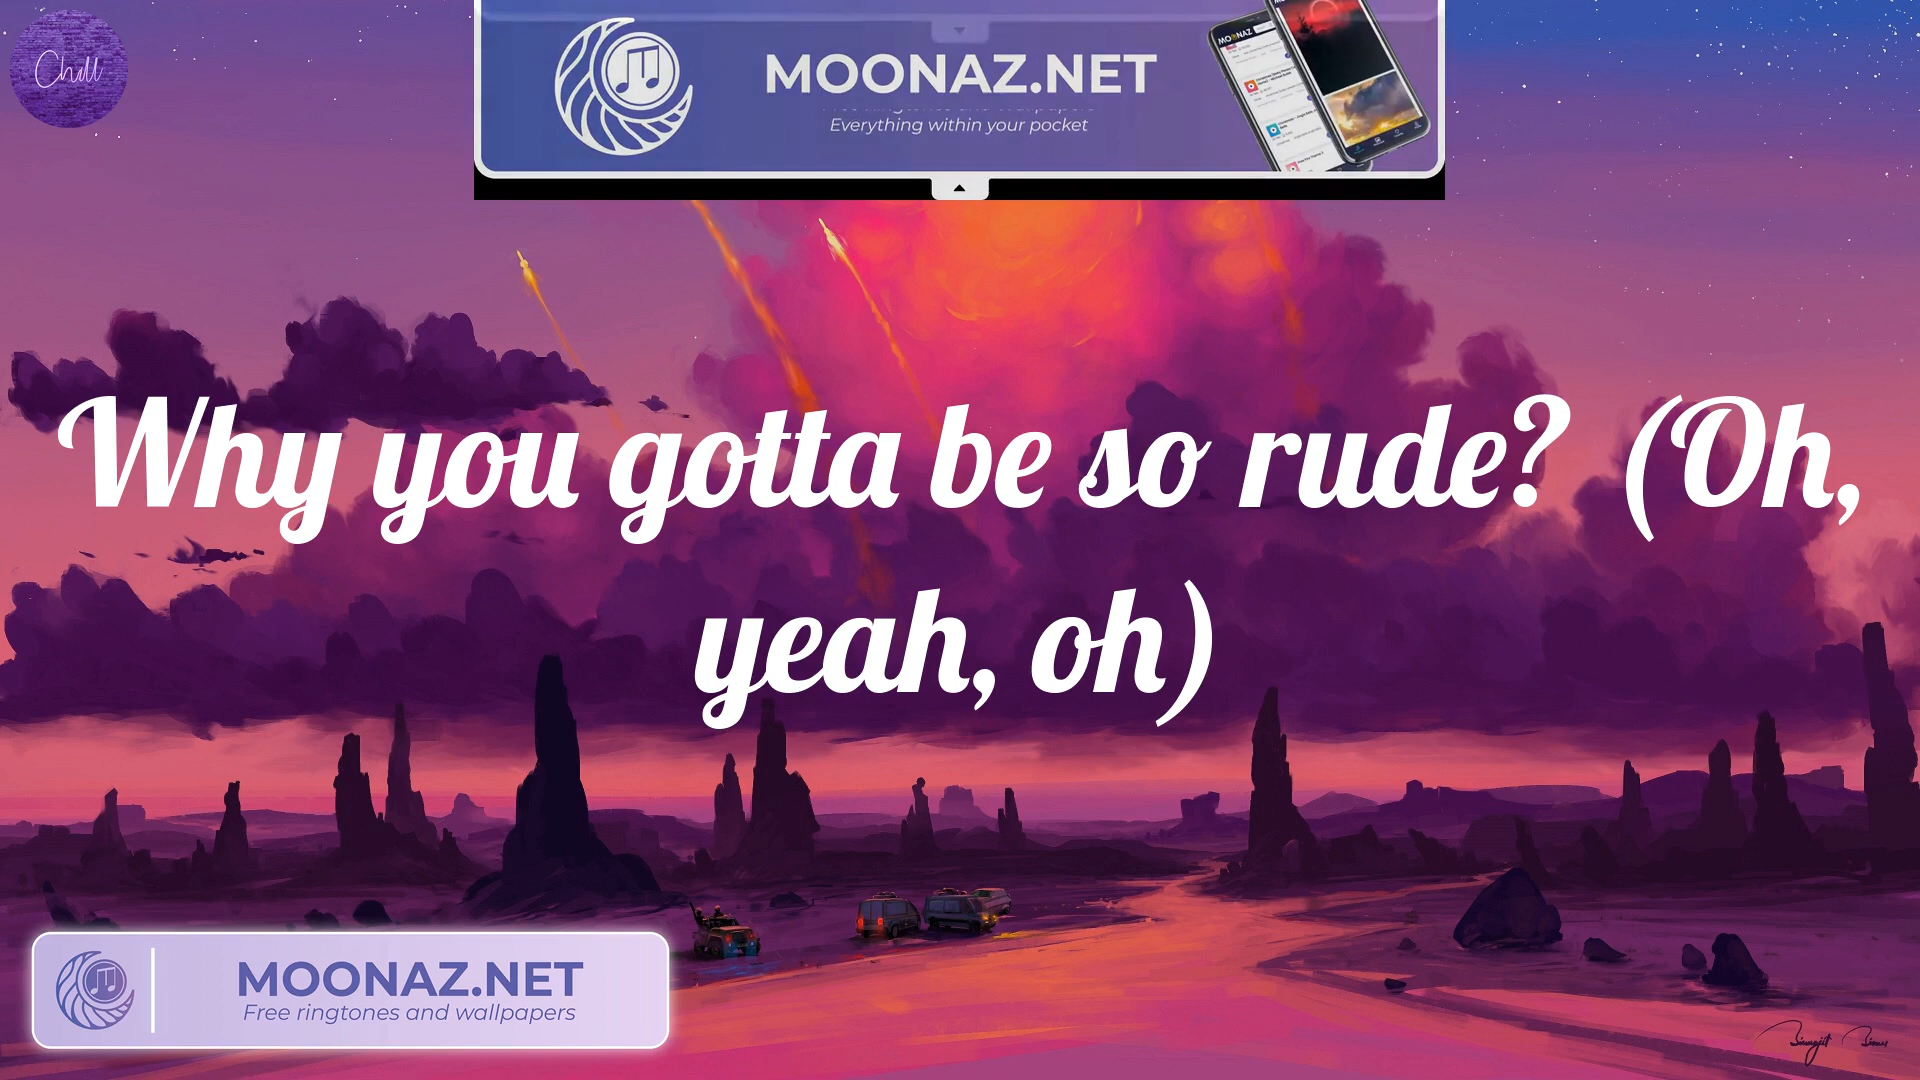 Chill
MOONAZ.NET
Everything within your pocket
MOONAZ
Why you gotta be so rude? (Oh,
yeah, oh)
MOONAZ.NET
Free ringtones and wallpapers